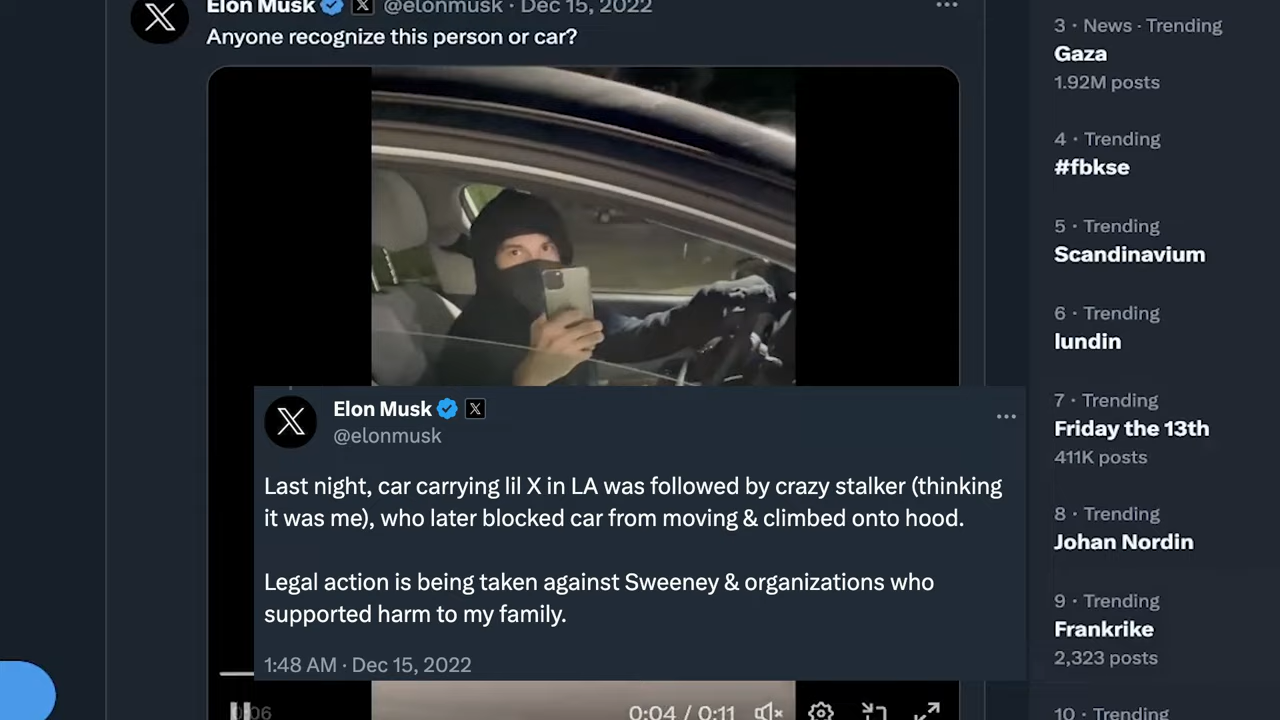 Elon Musk @elonmusk · Dec 15, 2022
Anyone recognize this person or car?
Elon Musk
@elonmusk
Last night, car carrying lil X in LA was followed by crazy stalker (thinking
it was me), who later blocked car from moving & climbed onto hood.
Legal action is being taken against Sweeney & organizations who
supported harm to my family.
1:48 AM · Dec 15, 2022
0:06
0:04 / 0:11
3 · News · Trending
Gaza
1.92M posts
4 · Trending
#fbkse
5 · Trending
Scandinavium
6 · Trending
lundin
7 · Trending
Friday the 13th
411K posts
8 · Trending
Johan Nordin
9 · Trending
Frankrike
2,323 posts
10 · Trending